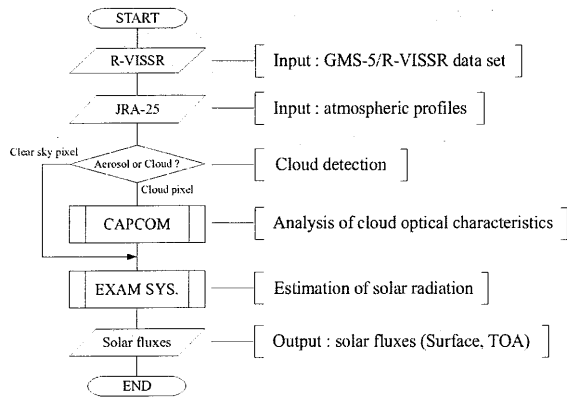 START
R-VISSR
Input : GMS-5/R-VISSR data set
JRA-25
Input : atmospheric profiles
Clear sky pixel
Aerosol or Cloud ?
Cloud detection
Cloud pixel
CAPCOM
Analysis of cloud optical characteristics
EXAM SYS.
Estimation of solar radiation
Solar fluxes
Output : solar fluxes (Surface, TOA)
END